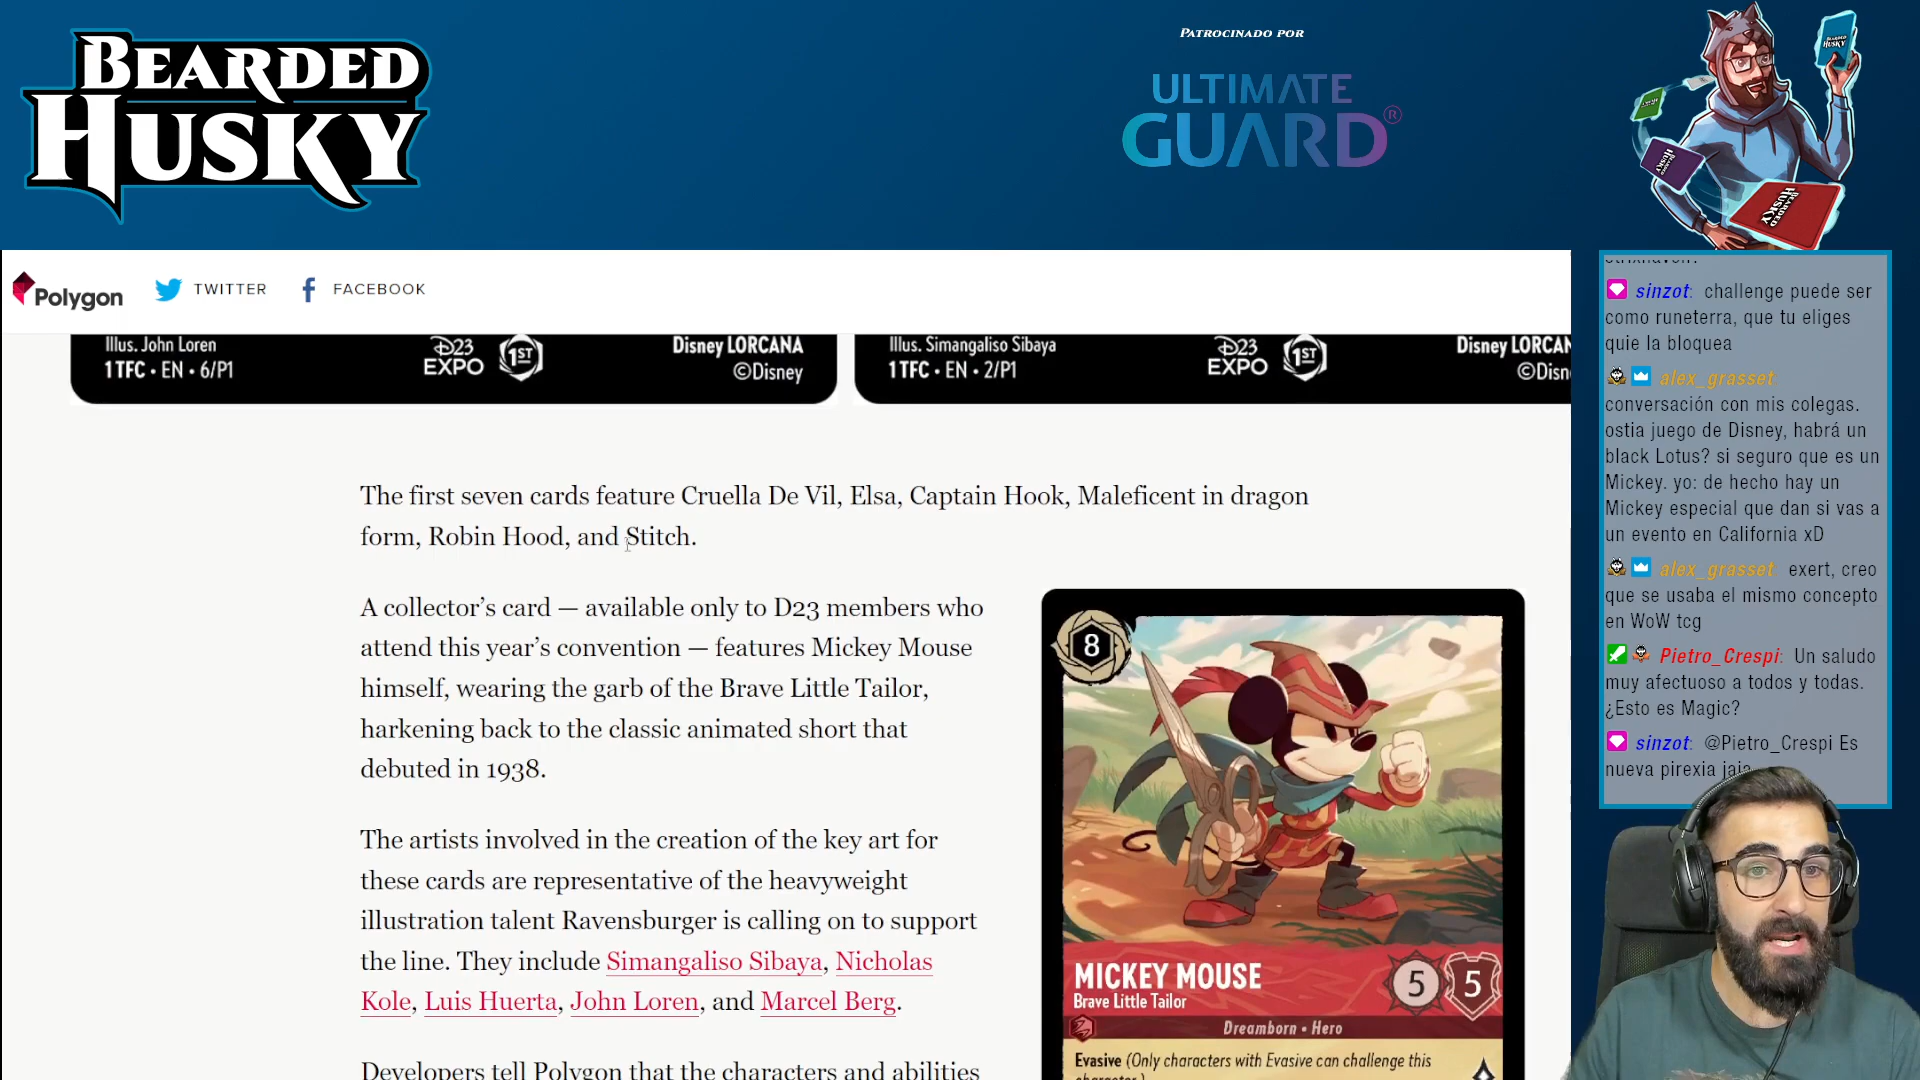 BEARDED
HUSKY
PATROCINADO POR
ULTIMATE
GUARD®
BEARDED
HUSKY
HUSKY
BEARDED
HUSKY
Polygon
TWITTER
FACEBOOK
Illus. John Loren
1TFC • EN • 6/P1
D23
EXPO
1ST
Disney LORCANA
©Disney
Illus. Simangaliso Sibaya
1TFC • EN • 2/P1
D23
EXPO
1ST
Disney LORCAN
©Disn
The first seven cards feature Cruella De Vil, Elsa, Captain Hook, Maleficent in dragon
form, Robin Hood, and Stitch.
A collector's card — available only to D23 members who
attend this year's convention — features Mickey Mouse
himself, wearing the garb of the Brave Little Tailor,
harkening back to the classic animated short that
debuted in 1938.
The artists involved in the creation of the key art for
these cards are representative of the heavyweight
illustration talent Ravensburger is calling on to support
the line. They include Simangaliso Sibaya, Nicholas
Kole, Luis Huerta, John Loren, and Marcel Berg.
Developers tell Polygon that the characters and abilities
8
MICKEY MOUSE
Brave Little Tailor
5
5
Dreamborn • Hero
Evasive (Only characters with Evasive can challenge this
character.)
sinzot: challenge puede ser
como runeterra, que tu eliges
quie la bloquea
alex_grasset:
conversación con mis colegas.
ostia juego de Disney, habrá un
black Lotus? si seguro que es un
Mickey. yo: de hecho hay un
Mickey especial que dan si vas a
un evento en California xD
alex_grasset: exert, creo
que se usaba el mismo concepto
en WoW tcg
Pietro_Crespi: Un saludo
muy afectuoso a todos y todas.
¿Esto es Magic?
sinzot: @Pietro_Crespi Es
nueva pirexia jaja